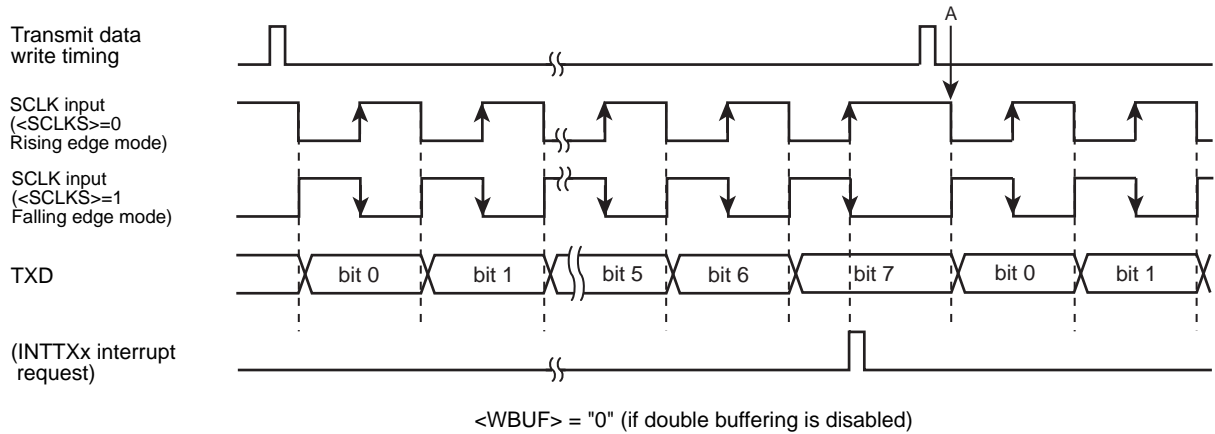 A
Transmit data
write timing
SCLK input
(<SCLKS>=0
Rising edge mode)
SCLK input
(<SCLKS>=1
Falling edge mode)
TXD
bit 0
bit 1
bit 5
bit 6
bit 7
bit 0
bit 1
(INTTXx interrupt
request)
<WBUF> = "0" (if double buffering is disabled)